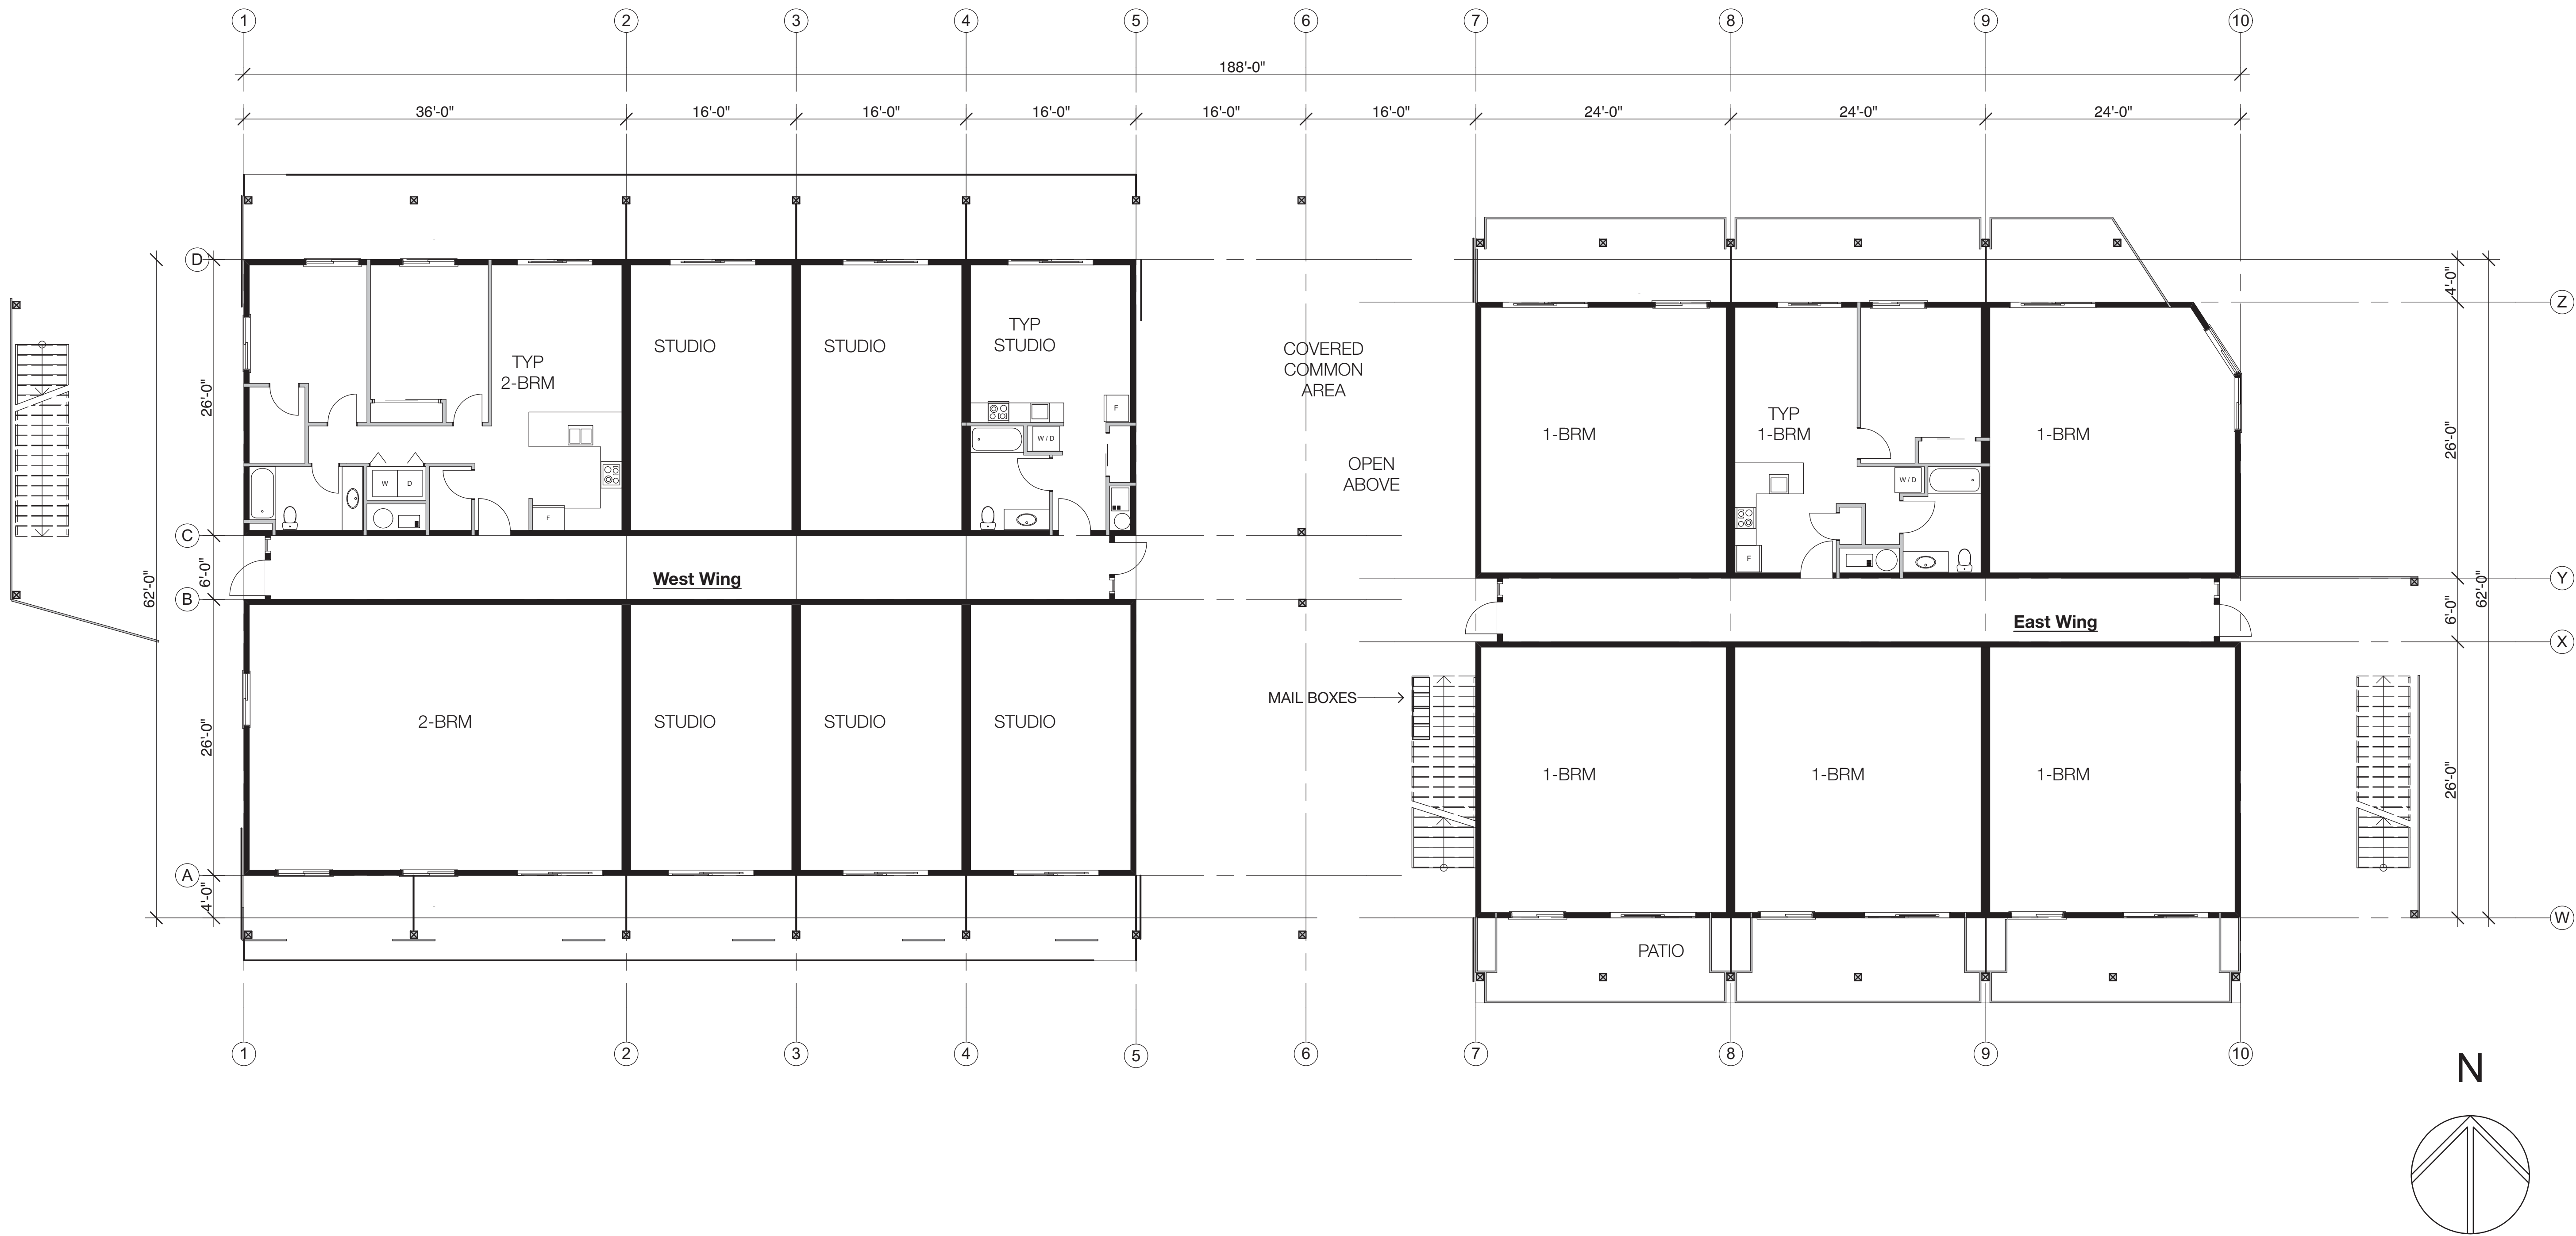 1 2 3 4 5 6 7 8 9 10
188'-0"
36'-0" 16'-0" 16'-0" 16'-0" 16'-0" 16'-0" 24'-0" 24'-0" 24'-0"
D
4'-0"
Z
TYP
STUDIO
STUDIO
STUDIO
TYP
2-BRM
COVERED
COMMON
AREA
26'-0"
F
TYP
1-BRM
1-BRM
1-BRM
W / D
26'-0"
OPEN
ABOVE
W D
W / D
F
C
F
West Wing
6'-0"
62'-0"
B
Y
62'-0"
6'-0"
East Wing
X
MAIL BOXES
2-BRM
STUDIO
STUDIO
STUDIO
26'-0"
1-BRM
1-BRM
1-BRM
26'-0"
A
4'-0"
W
PATIO
1 2 3 4 5 6 7 8 9 10
N